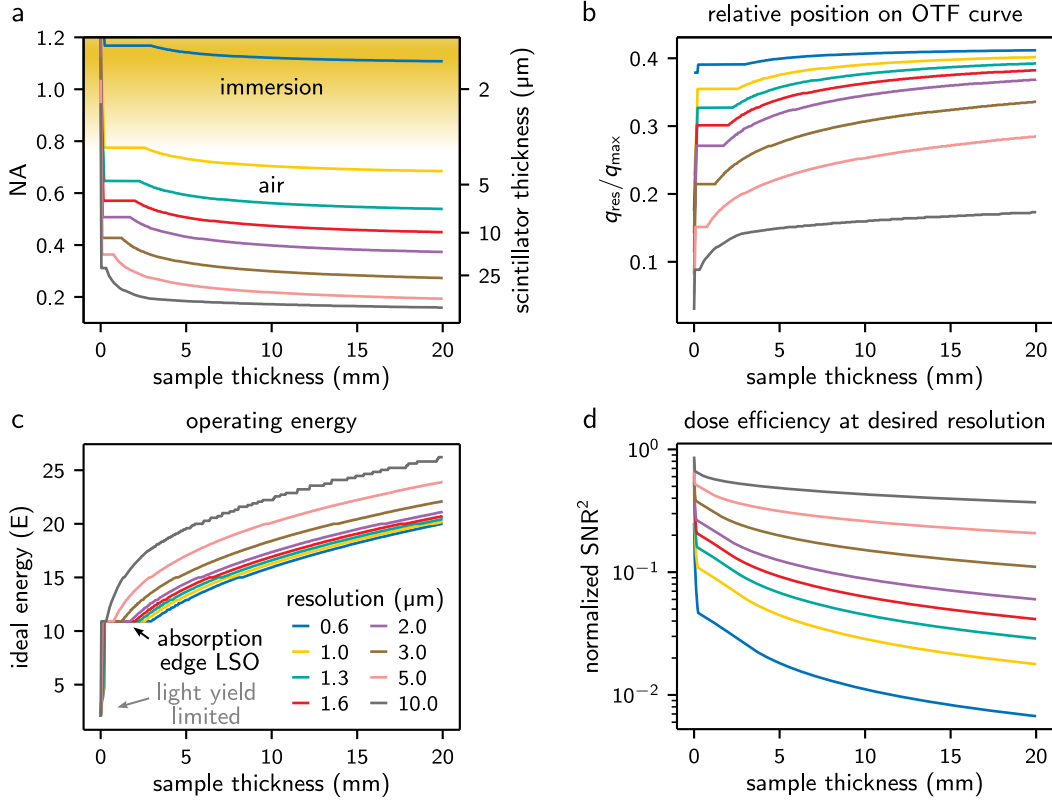 a
1.2
1.0
0.8
0.6
0.4
0.2
NA
immersion
air
2
5
10
25
scintillator thickness (µm)
0
5
10
15
20
sample thickness (mm)
b
relative position on OTF curve
0.4
0.3
0.2
0.1
q_res/q_max
0
5
10
15
20
sample thickness (mm)
c
operating energy
25
20
15
10
5
ideal energy (E)
absorption
edge LSO
light yield
limited
resolution (µm)
0.6
1.0
1.3
1.6
2.0
3.0
5.0
10.0
0
5
10
15
20
sample thickness (mm)
d
dose efficiency at desired resolution
10⁰
10⁻¹
10⁻²
normalized SNR²
0
5
10
15
20
sample thickness (mm)